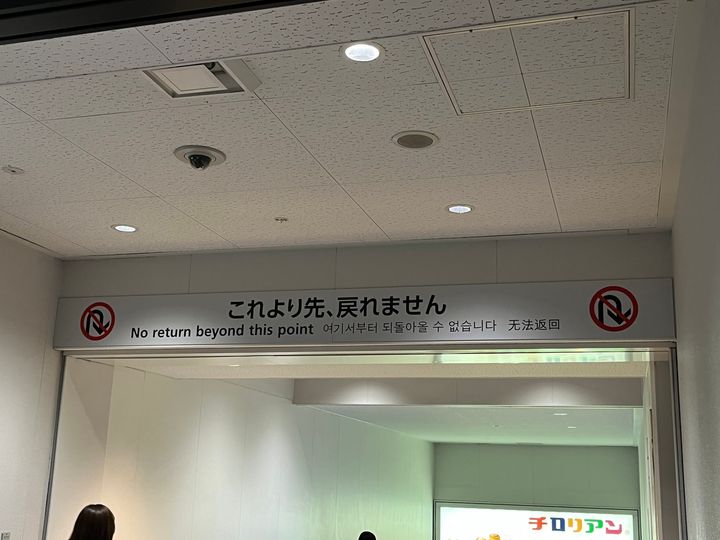 これより先、戻れません
No return beyond this point 여기서부터 되돌아올 수 없습니다 无法返回
チロリアン